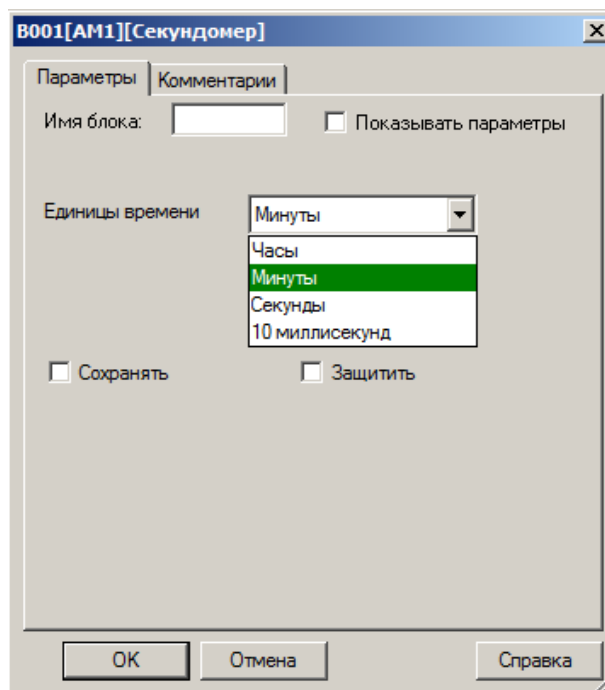 B001[AM1][Секундомер]
Параметры Комментарии
Имя блока: Показывать параметры
Единицы времени Минуты
Часы
Минуты
Секунды
10 миллисекунд
Сохранять Защитить
OK Отмена Справка